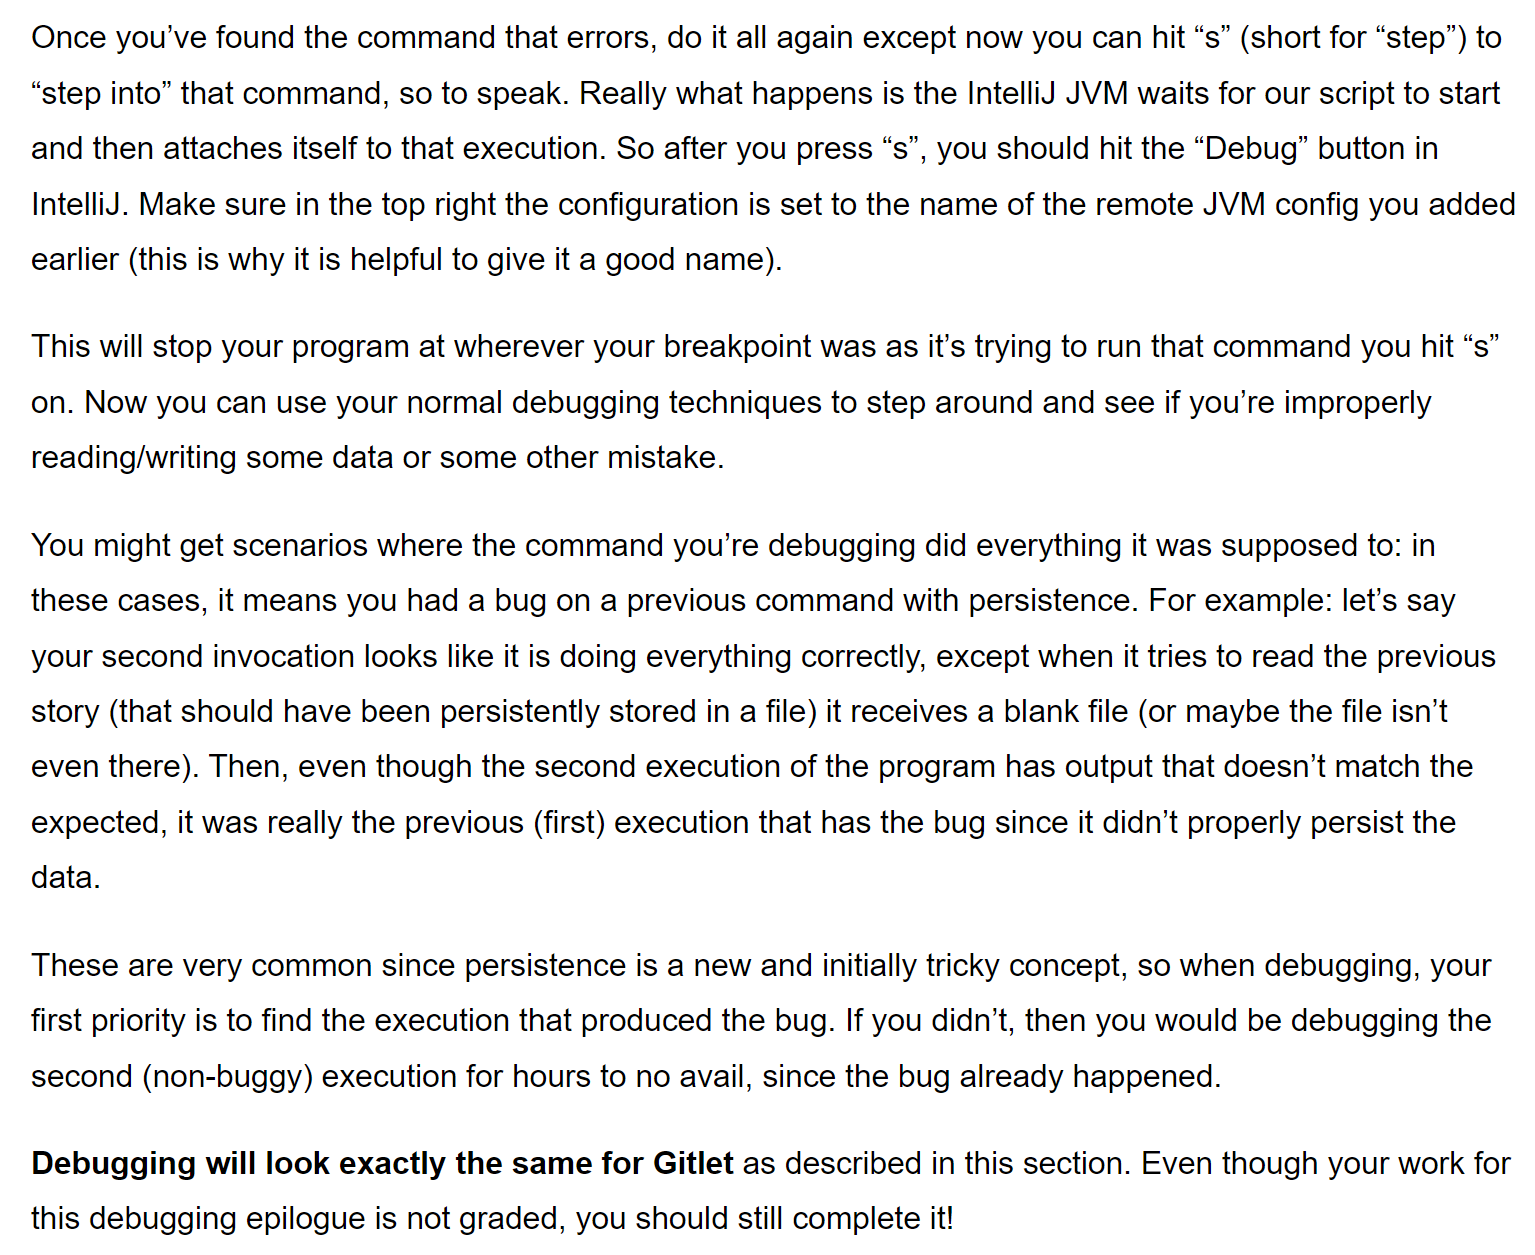 Once you’ve found the command that errors, do it all again except now you can hit “s” (short for “step”) to
“step into” that command, so to speak. Really what happens is the IntelliJ JVM waits for our script to start
and then attaches itself to that execution. So after you press “s”, you should hit the “Debug” button in
IntelliJ. Make sure in the top right the configuration is set to the name of the remote JVM config you added
earlier (this is why it is helpful to give it a good name).
This will stop your program at wherever your breakpoint was as it’s trying to run that command you hit “s”
on. Now you can use your normal debugging techniques to step around and see if you’re improperly
reading/writing some data or some other mistake.
You might get scenarios where the command you’re debugging did everything it was supposed to: in
these cases, it means you had a bug on a previous command with persistence. For example: let’s say
your second invocation looks like it is doing everything correctly, except when it tries to read the previous
story (that should have been persistently stored in a file) it receives a blank file (or maybe the file isn’t
even there). Then, even though the second execution of the program has output that doesn’t match the
expected, it was really the previous (first) execution that has the bug since it didn’t properly persist the
data.
These are very common since persistence is a new and initially tricky concept, so when debugging, your
first priority is to find the execution that produced the bug. If you didn’t, then you would be debugging the
second (non-buggy) execution for hours to no avail, since the bug already happened.
Debugging will look exactly the same for Gitlet as described in this section. Even though your work for
this debugging epilogue is not graded, you should still complete it!